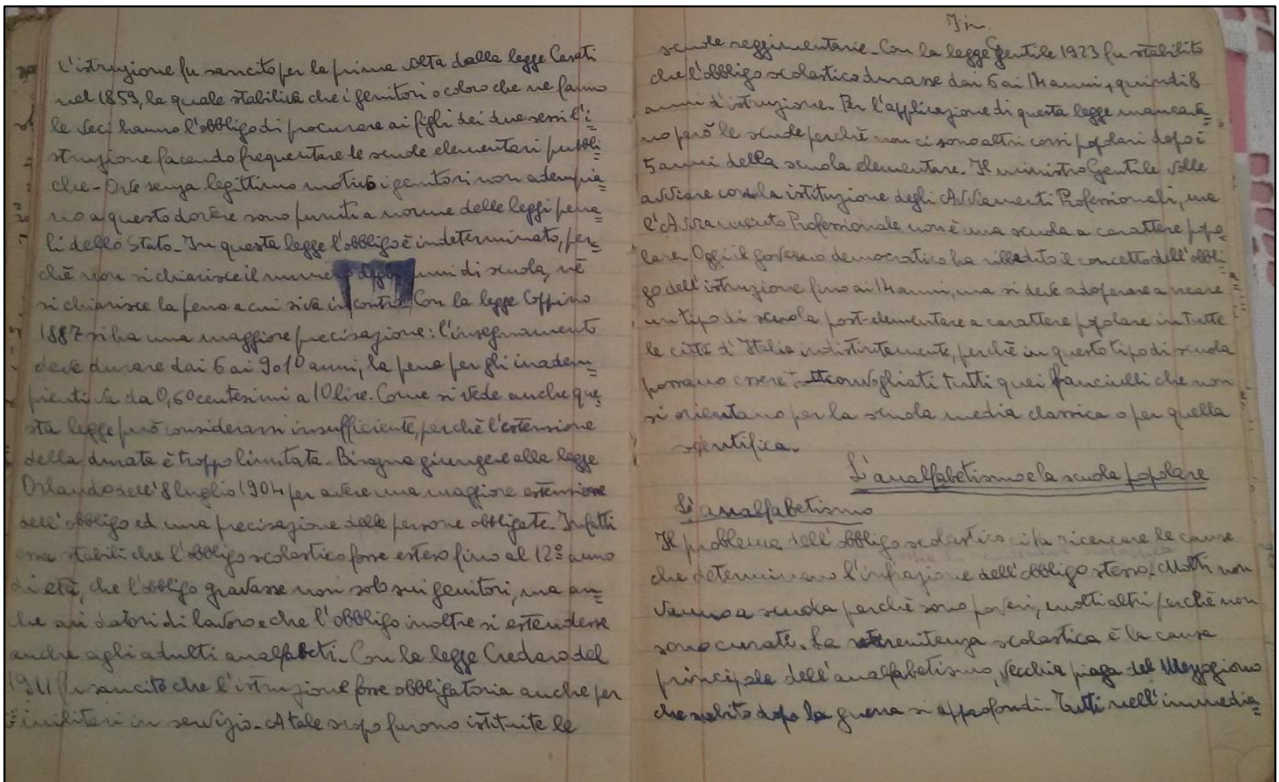 L'istruzione fu sancito per la prima volta dalla legge Casati
nel 1859, la quale stabiliva che i genitori o coloro che ne fanno
le veci hanno l'obbligo di procurare ai figli dei due sessi l'i=
struzione facendo frequentare le scuole elementari pubbli=
che - Ove senza legittimo motivo i genitori non adempia=
no a questo dovere sono puniti a norme delle leggi pena=
li dello Stato - In questa legge l'obbligo è indeterminato, per=
chè non si chiarisce il numero anni di scuola, nè
si chiarisce la pena a cui si va incontro. Con la legge Coppino
1887 si ha una maggiore precisazione: l'insegnamento
deve durare dai 6 ai 9 o 10 anni; la pena per gli inadem=
pienti va da 0,60 centesimi a 10 lire. Come si vede anche que=
sta legge può considerarsi insufficiente, perchè l'estensione
della durata è troppo limitata - Bisogna giungere alla legge
Orlando dell'8 luglio 1904 per avere una maggiore estensione
dell'obbligo ed una precisazione delle persone obbligate - Infatti
essa stabilì che l'obbligo scolastico fosse esteso fino al 12º anno
di età, che l'obbligo gravasse non solo sui genitori, ma an=
che sui datori di lavoro e che l'obbligo inoltre si estendesse
anche agli adulti analfabeti. Con la legge Credaro del
1911 fu sancito che l'istruzione fosse obbligatoria anche per
i militari in servizio - A tale scopo furono istituite le
scuole reggimentarie - Con la legge Gentile 1923 fu stabilito
che l'obbligo scolastico durasse dai 6 ai 14 anni, quindi 8
anni d'istruzione. Per l'applicazione di questa legge mancava=
no però le scuole perchè non ci sono altri corsi popolari dopo i
5 anni della scuola elementare. Il ministro Gentile volle
avviare con la istituzione degli Avviamenti Professionali, ma
l'Avviamento Professionale non è una scuola a carattere popo=
lare. Oggi il governo democratico ha ribadito il concetto dell'obbli=
go dell'istruzione fino ai 14 anni, ma si deve adoperare a creare
un tipo di scuola post-elementare a carattere popolare in tutte
le città d'Italia indistintamente, perchè in questo tipo di scuola
possano essere convogliati tutti quei fanciulli che non
si orientano per la scuola media classica o per quella
scientifica.
L'analfabetismo e la scuola popolare
L'analfabetismo
Il problema dell'obbligo scolastico ci fa ricercare le cause
che determinano l'infrazione dell'obbligo stesso. Molti non
vanno a scuola perchè sono poveri, molti altri perchè non
sono curati. La renitenza scolastica è la causa
principale dell'analfabetismo, vecchia piaga del Mezzogiorno
che subito dopo la guerra si approfondì - Tutti nell'immedia=